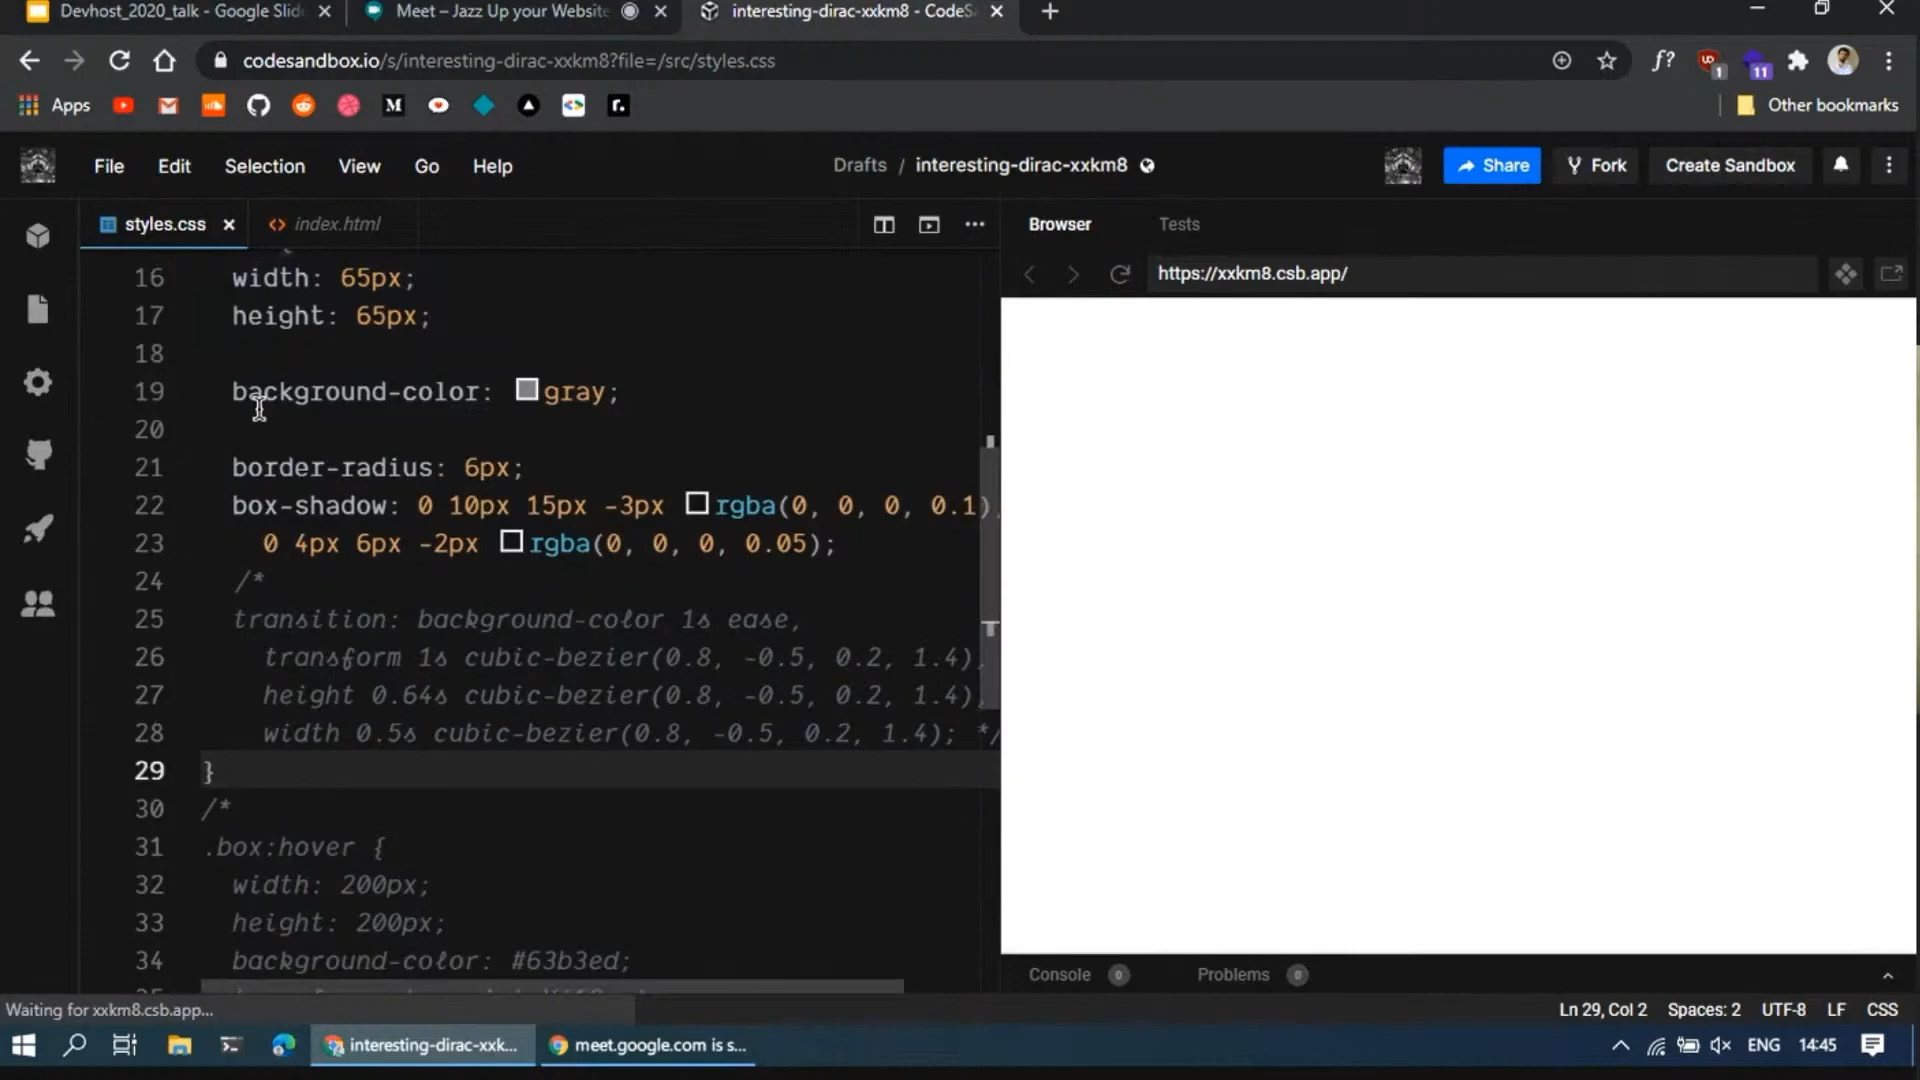 Devhost_2020_talk - Google Slid
Meet – Jazz Up your Website
interesting-dirac-xxkm8 - CodeSa
codesandbox.io/s/interesting-dirac-xxkm8?file=/src/styles.css
f?
1
11
Apps
M
r.
Other bookmarks
File
Edit
Selection
View
Go
Help
Drafts / interesting-dirac-xxkm8
Share
Fork
Create Sandbox
styles.css
index.html
Browser
Tests
https://xxkm8.csb.app/
16 width: 65px;
17 height: 65px;
18
19 background-color: gray;
20
21 border-radius: 6px;
22 box-shadow: 0 10px 15px -3px rgba(0, 0, 0, 0.1)
23 0 4px 6px -2px rgba(0, 0, 0, 0.05);
24 /*
25 transition: background-color 1s ease,
26 transform 1s cubic-bezier(0.8, -0.5, 0.2, 1.4),
27 height 0.64s cubic-bezier(0.8, -0.5, 0.2, 1.4),
28 width 0.5s cubic-bezier(0.8, -0.5, 0.2, 1.4); */
29 }
30 /*
31 .box:hover {
32 width: 200px;
33 height: 200px;
34 background-color: #63b3ed;
Console 0
Problems 0
Waiting for xxkm8.csb.app...
Ln 29, Col 2
Spaces: 2
UTF-8
LF
CSS
interesting-dirac-xxk...
meet.google.com is s...
ENG
14:45